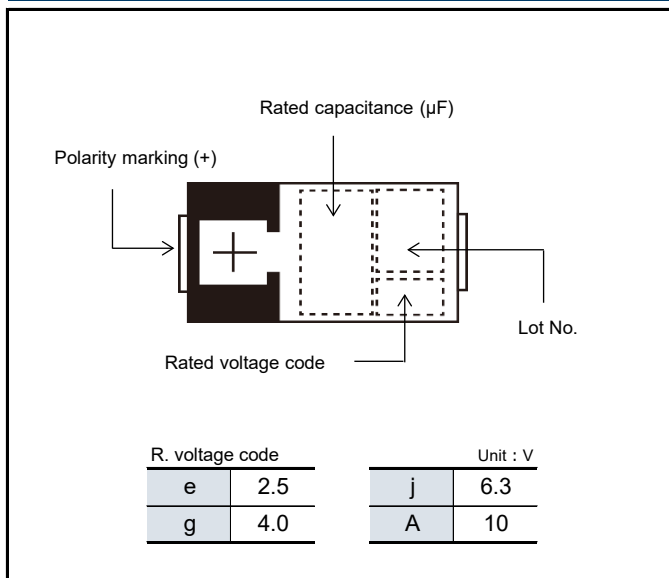 Rated capacitance (µF)
Polarity marking (+)
+
Lot No.
Rated voltage code
R. voltage code
Unit : V
e 2.5 j 6.3
g 4.0 A 10